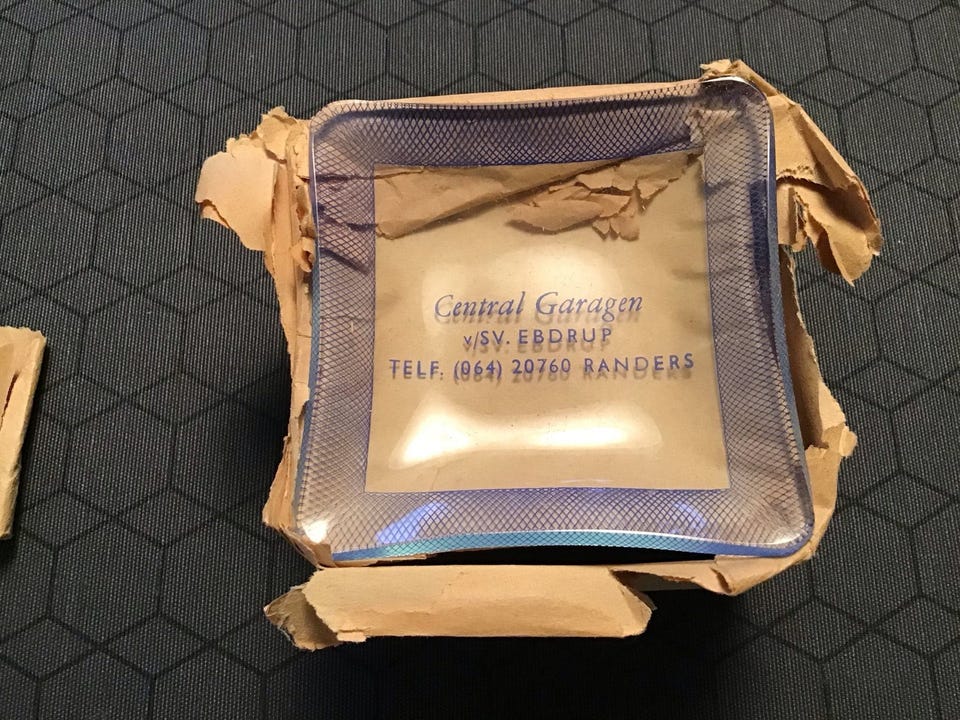 Central Garagen
v/SV. EBDRUP
TELF. (064) 20760 RANDERS